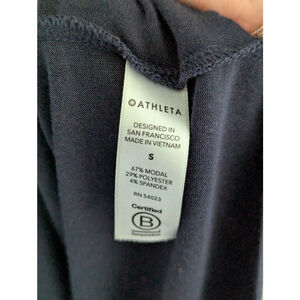 ATHLETA
DESIGNED IN
SAN FRANCISCO
MADE IN VIETNAM
S
67% MODAL
29% POLYESTER
4% SPANDEX
RN 54023
Certified
B
Corporation